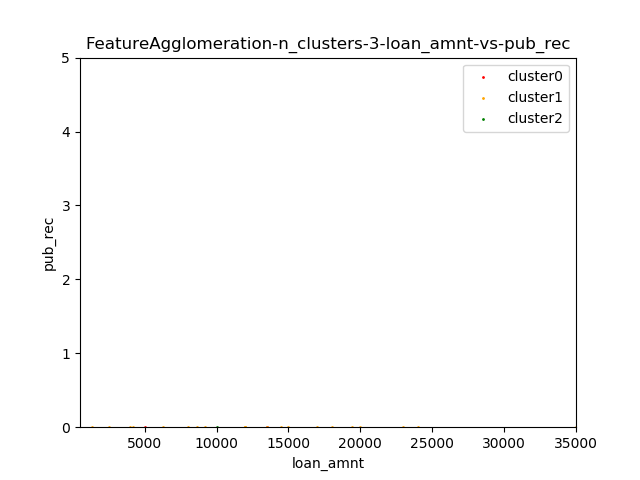 FeatureAgglomeration-n_clusters-3-loan_amnt-vs-pub_rec
cluster0
cluster1
cluster2
5
4
3
2
1
0
pub_rec
5000 10000 15000 20000 25000 30000 35000
loan_amnt